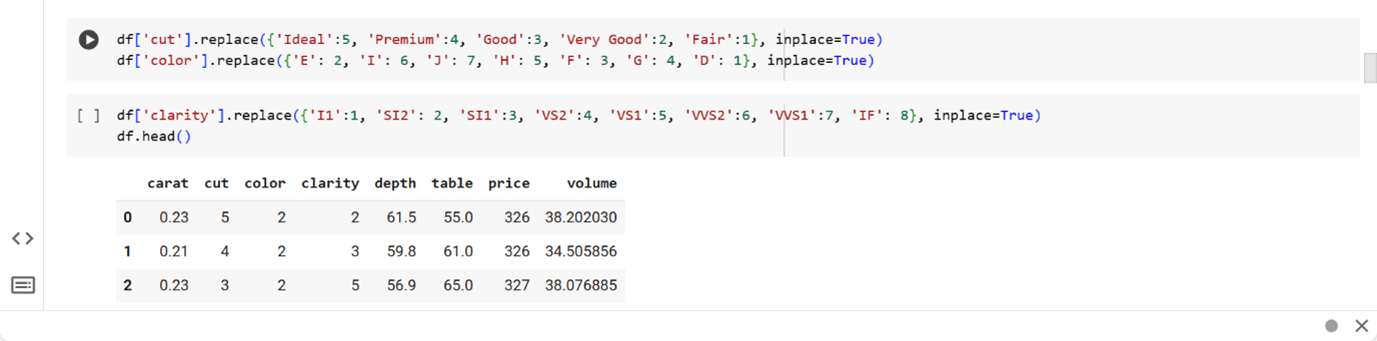 df['cut'].replace({'Ideal':5, 'Premium':4, 'Good':3, 'Very Good':2, 'Fair':1}, inplace=True)
df['color'].replace({'E': 2, 'I': 6, 'J': 7, 'H': 5, 'F': 3, 'G': 4, 'D': 1}, inplace=True)
[ ] df['clarity'].replace({'I1':1, 'SI2': 2, 'SI1':3, 'VS2':4, 'VS1':5, 'VVS2':6, 'VVS1':7, 'IF': 8}, inplace=True)
df.head()
carat cut color clarity depth table price volume
0 0.23 5 2 2 61.5 55.0 326 38.202030
1 0.21 4 2 3 59.8 61.0 326 34.505856
2 0.23 3 2 5 56.9 65.0 327 38.076885